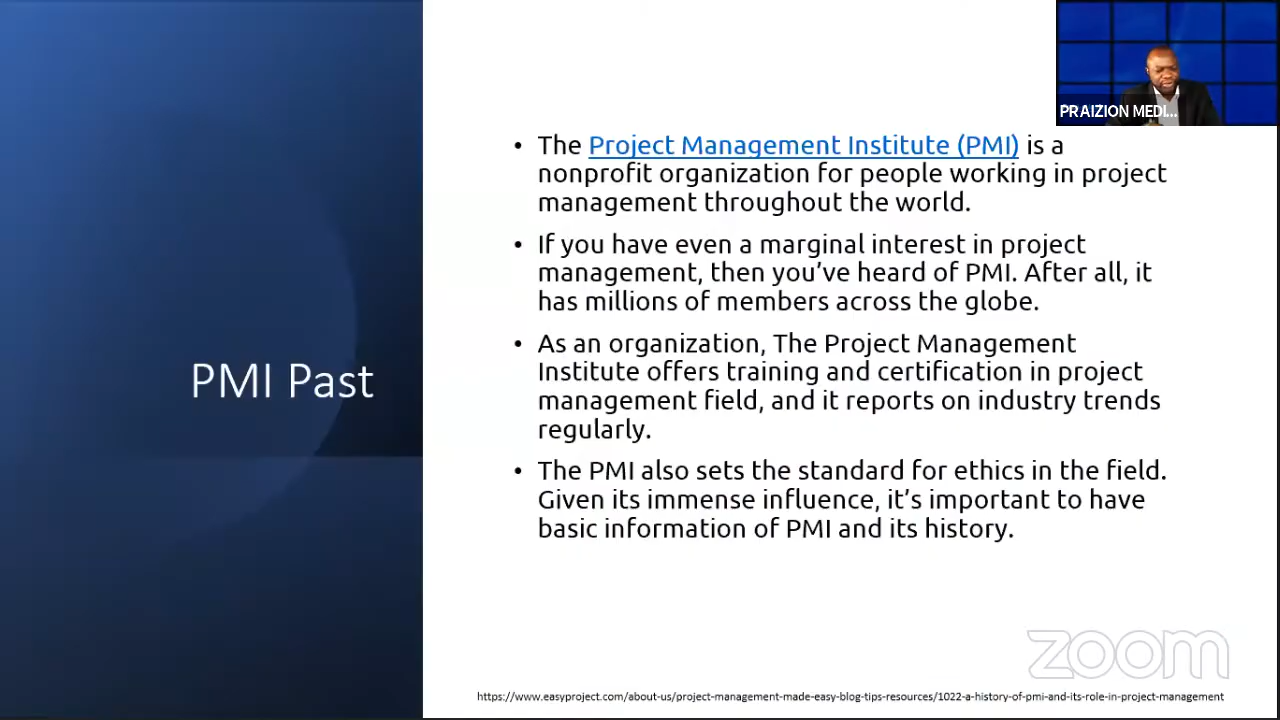 PRAIZION MEDI...
PMI Past
• The Project Management Institute (PMI) is a
nonprofit organization for people working in project
management throughout the world.
• If you have even a marginal interest in project
management, then you’ve heard of PMI. After all, it
has millions of members across the globe.
• As an organization, The Project Management
Institute offers training and certification in project
management field, and it reports on industry trends
regularly.
• The PMI also sets the standard for ethics in the field.
Given its immense influence, it’s important to have
basic information of PMI and its history.
zoom
https://www.easyproject.com/about-us/project-management-made-easy-blog-tips-resources/1022-a-history-of-pmi-and-its-role-in-project-management